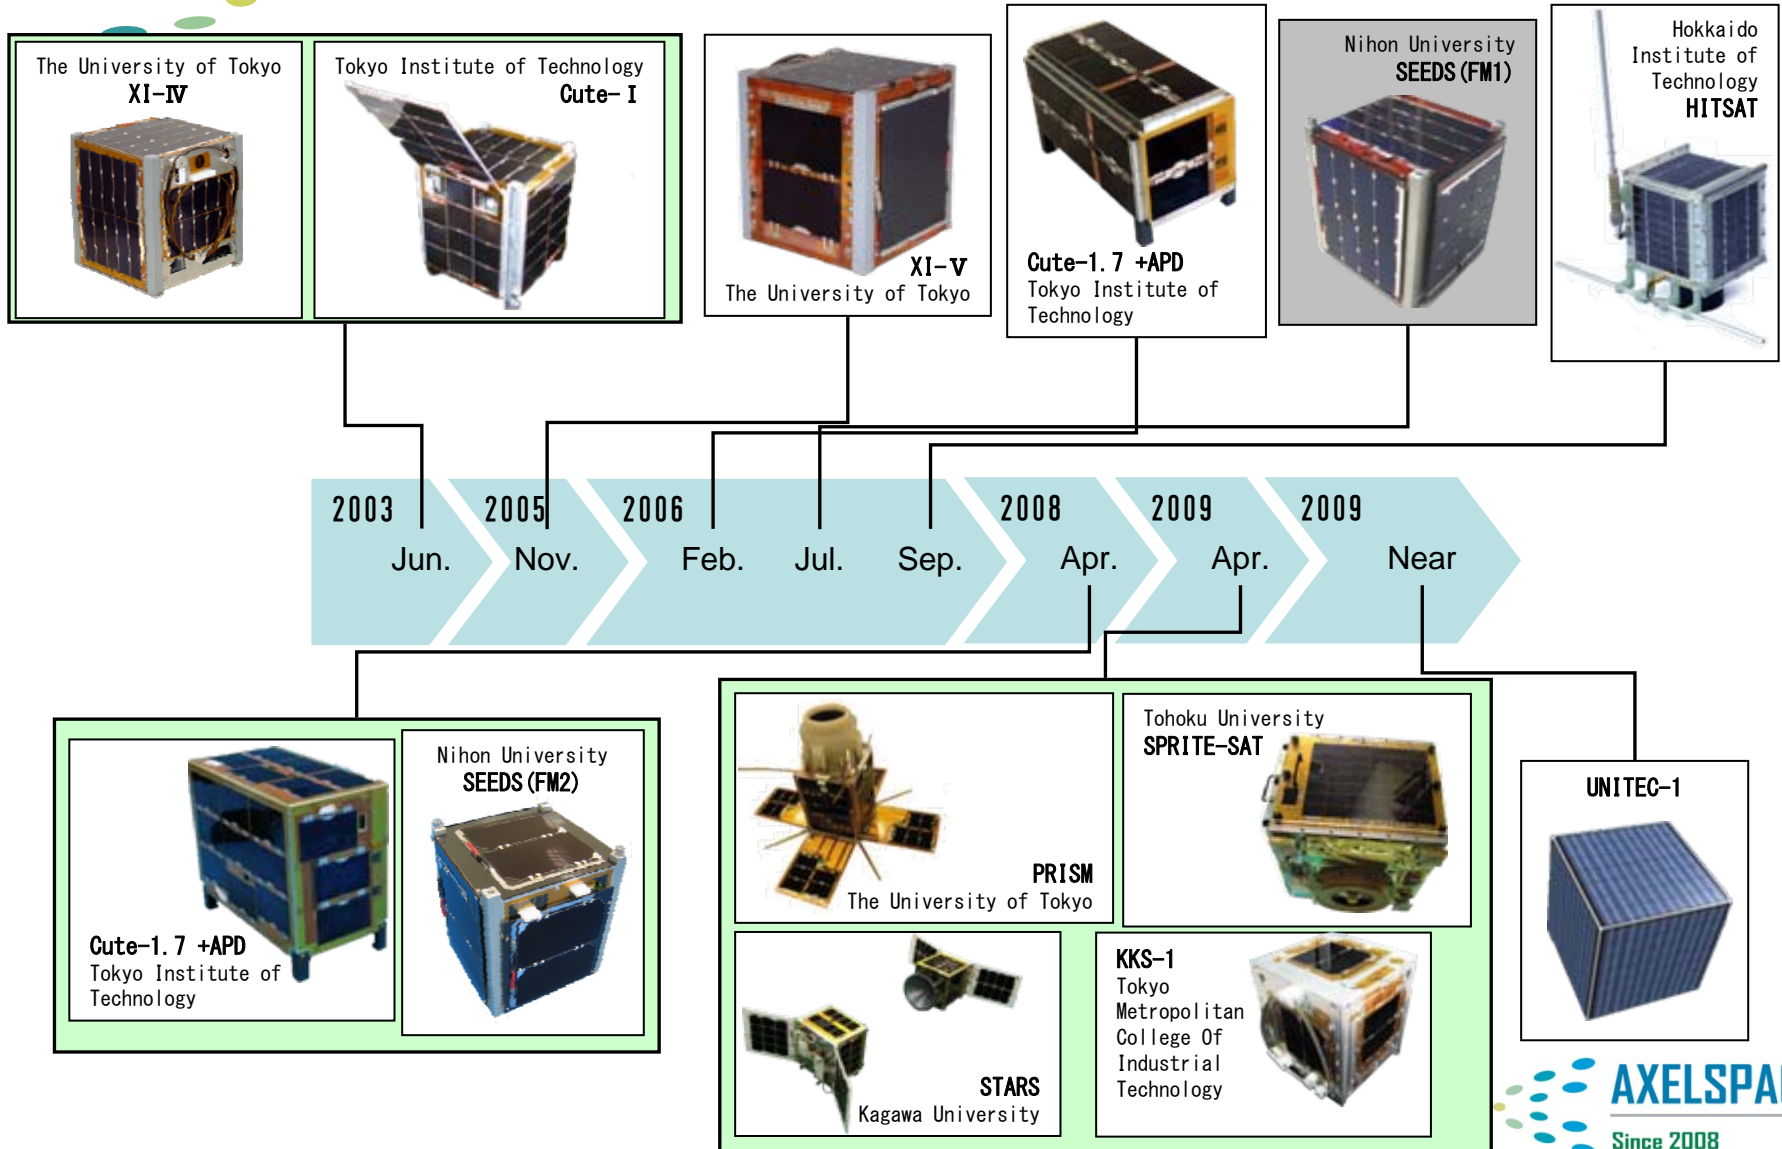 The University of Tokyo
XI-Ⅳ
Tokyo Institute of Technology
Cute-Ⅰ
XI-Ⅴ
The University of Tokyo
Cute-1.7 +APD
Tokyo Institute of
Technology
Nihon University
SEEDS(FM1)
Hokkaido
Institute of
Technology
HITSAT
2003
Jun.
2005
Nov.
2006
Feb.
Jul.
Sep.
2008
Apr.
2009
Apr.
2009
Near
Cute-1.7 +APD
Tokyo Institute of
Technology
Nihon University
SEEDS(FM2)
PRISM
The University of Tokyo
Tohoku University
SPRITE-SAT
STARS
Kagawa University
KKS-1
Tokyo
Metropolitan
College Of
Industrial
Technology
UNITEC-1
AXELSPA
Since 2008